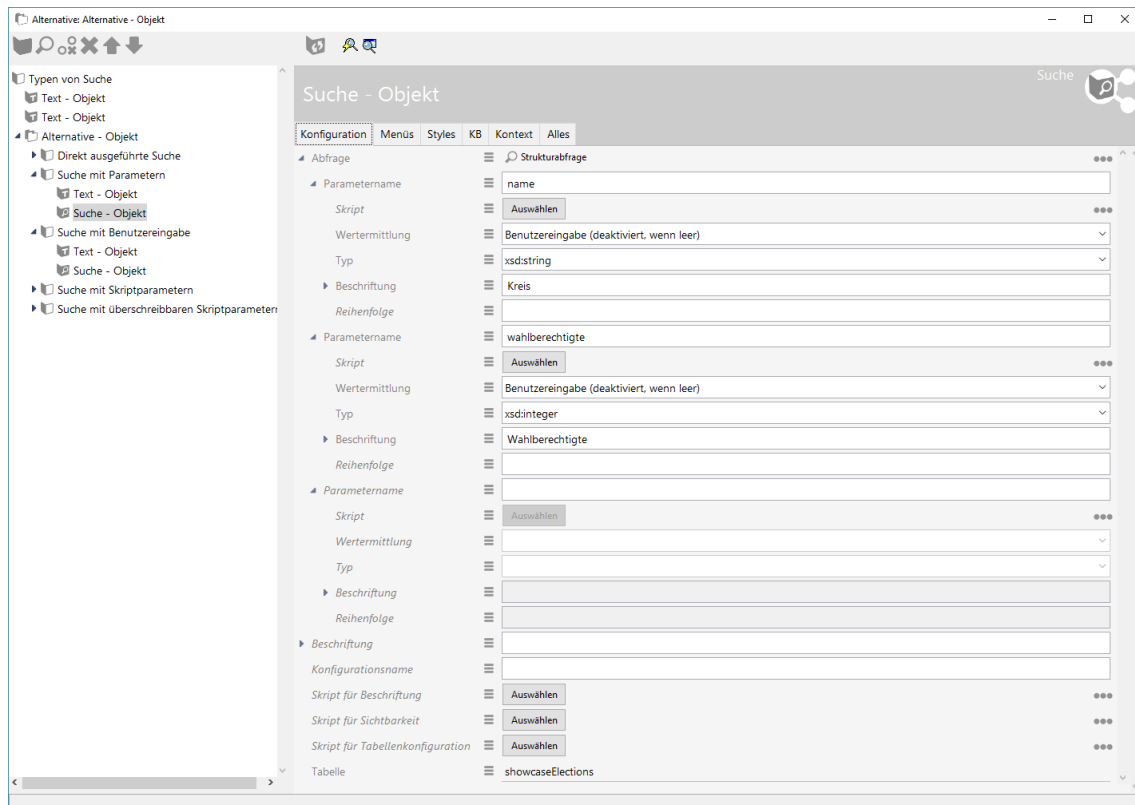 Alternative: Alternative - Objekt
Typen von Suche
Text - Objekt
Text - Objekt
Alternative - Objekt
Direkt ausgeführte Suche
Suche mit Parametern
Text - Objekt
Suche - Objekt
Suche mit Benutzereingabe
Text - Objekt
Suche - Objekt
Suche mit Skriptparametern
Suche mit überschreibbaren Skriptparametern
Suche
Suche - Objekt
Konfiguration Menüs Styles KB Kontext Alles
Abfrage Strukturabfrage
Parametername name
Skript Auswählen
Wertermittlung Benutzereingabe (deaktiviert, wenn leer)
Typ xsd:string
Beschriftung Kreis
Reihenfolge
Parametername wahlberechtigte
Skript Auswählen
Wertermittlung Benutzereingabe (deaktiviert, wenn leer)
Typ xsd:integer
Beschriftung Wahlberechtigte
Reihenfolge
Parametername
Skript Auswählen
Wertermittlung
Typ
Beschriftung
Reihenfolge
Beschriftung
Konfigurationsname
Skript für Beschriftung Auswählen
Skript für Sichtbarkeit Auswählen
Skript für Tabellenkonfiguration Auswählen
Tabelle showcaseElections